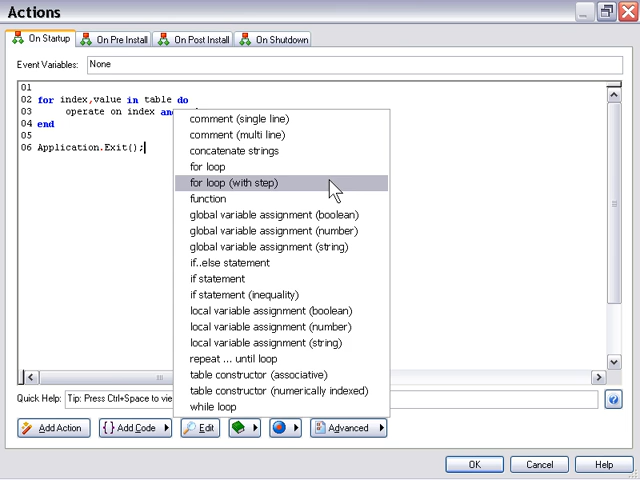 Actions
On Startup
On Pre Install
On Post Install
On Shutdown
Event Variables:
None
01
02 for index,value in table do
03 operate on index an
04 end
05
06 Application.Exit();
comment (single line)
comment (multi line)
concatenate strings
for loop
for loop (with step)
function
global variable assignment (boolean)
global variable assignment (number)
global variable assignment (string)
if..else statement
if statement
if statement (inequality)
local variable assignment (boolean)
local variable assignment (number)
local variable assignment (string)
repeat ... until loop
table constructor (associative)
table constructor (numerically indexed)
while loop
Quick Help:
Tip: Press Ctrl+Space to vie
Add Action
{} Add Code
Edit
Advanced
OK
Cancel
Help